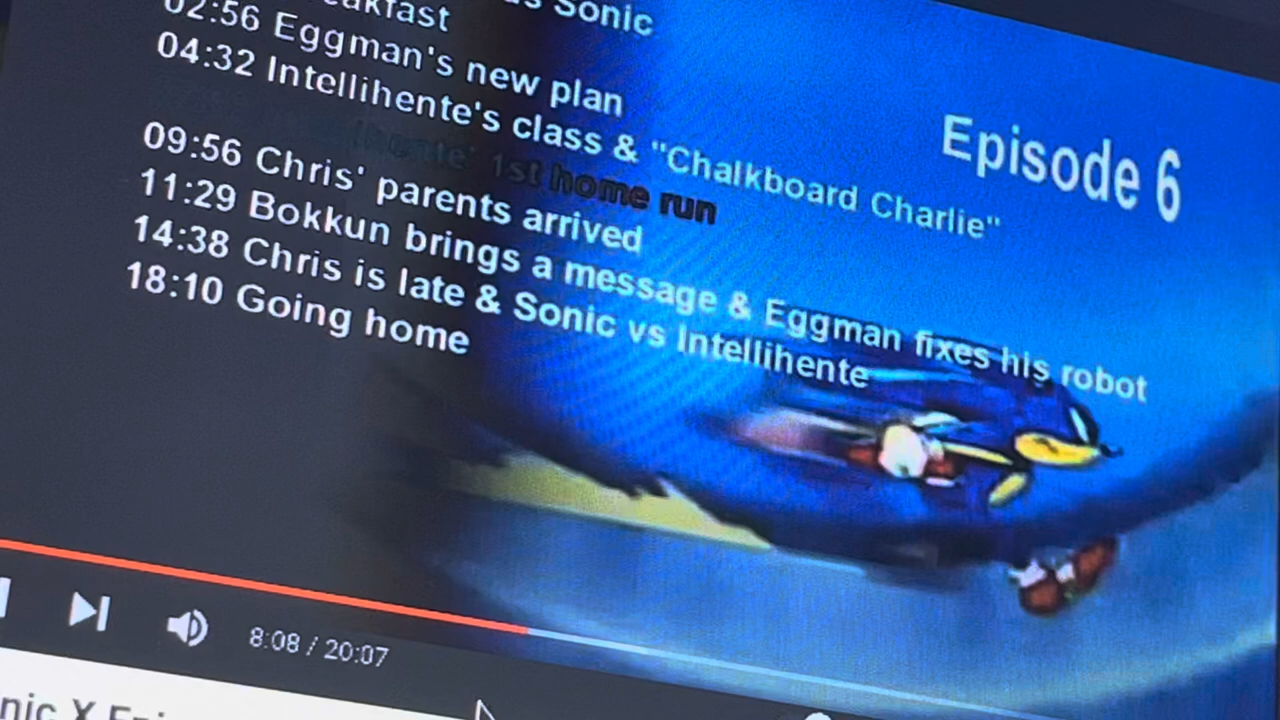 Sonic
02:56 Eggman's new plan
04:32 Intellihente's class & "Chalkboard Charlie"
1st home run
09:56 Chris' parents arrived
11:29 Bokkun brings a message & Eggman fixes his robot
14:38 Chris is late & Sonic vs Intellihente
18:10 Going home
Episode 6
8:08 / 20:07
X